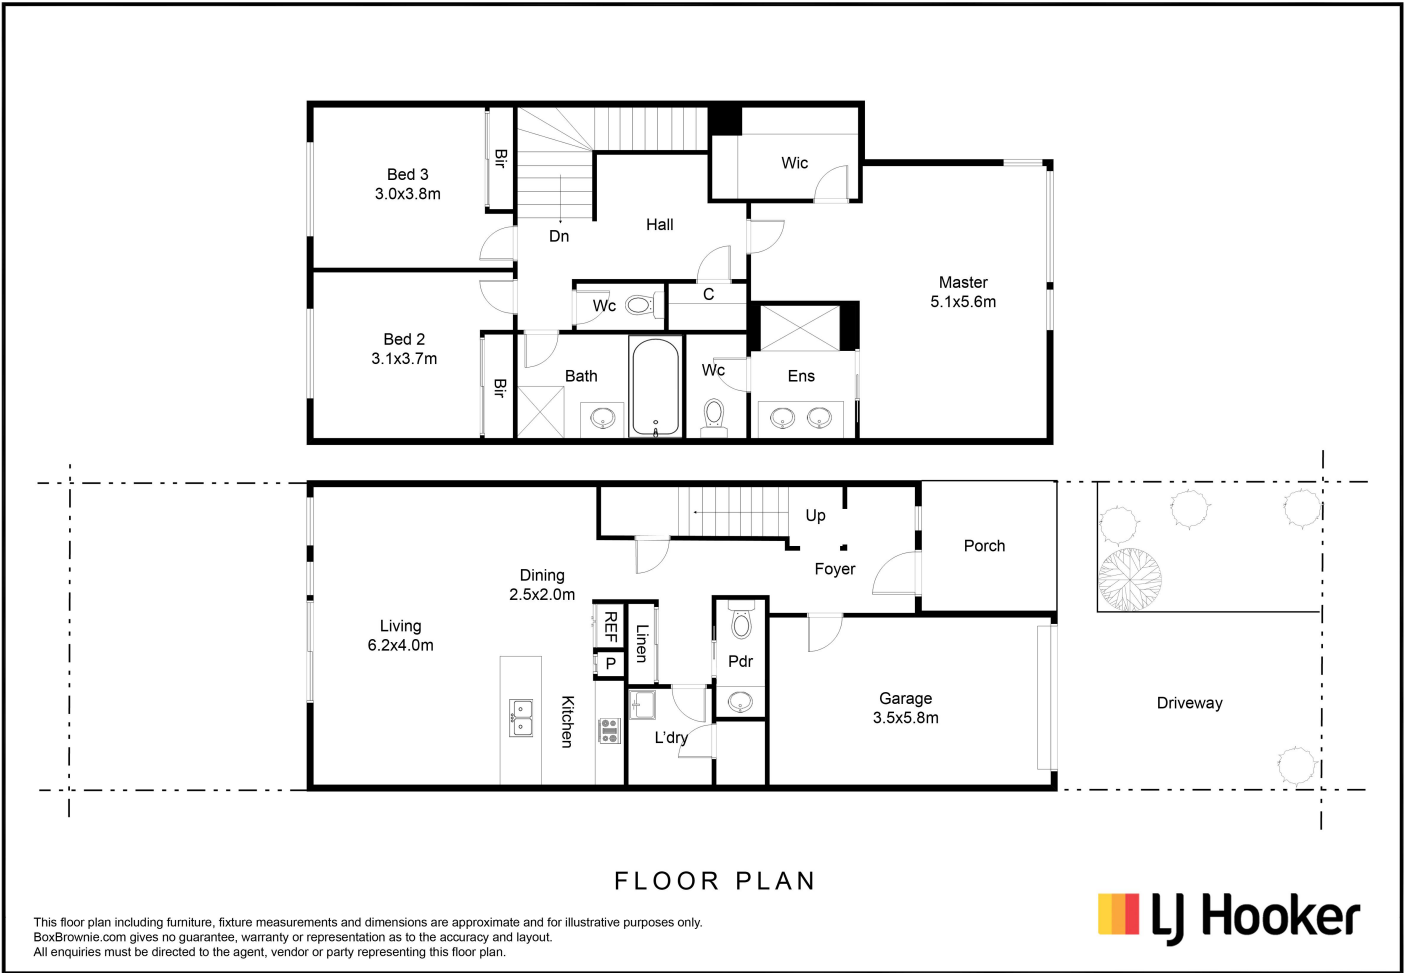 Bed 3
3.0x3.8m
Bir
Wic
Dn
Hall
Master
5.1x5.6m
Bed 2
3.1x3.7m
Bir
Wc
C
Bath
Wc
Ens
Up
Porch
Foyer
Dining
2.5x2.0m
Living
6.2x4.0m
REF
Linen
P.
Pdr
Kitchen
L'dry
Garage
3.5x5.8m
Driveway
FLOOR PLAN
This floor plan including furniture, fixture measurements and dimensions are approximate and for illustrative purposes only.
BoxBrownie.com gives no guarantee, warranty or representation as to the accuracy and layout.
All enquiries must be directed to the agent, vendor or party representing this floor plan.
LJ Hooker